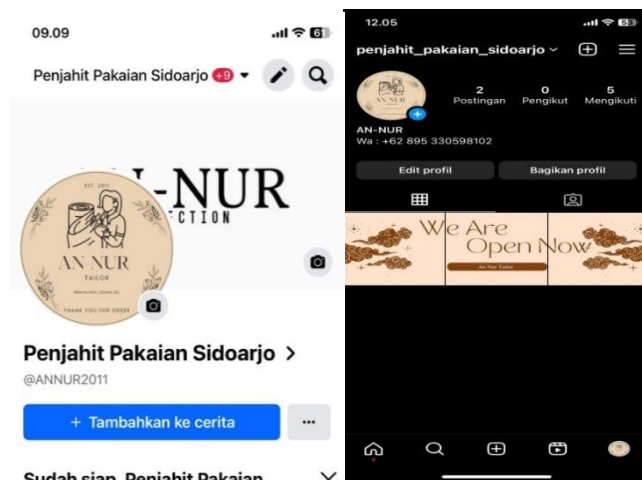 09.09
Penjahit Pakaian Sidoarjo +9
AN-NUR
EST. 2011
AN-NUR
TAILOR
THANK YOU FOR ORDER
Penjahit Pakaian Sidoarjo >
@ANNUR2011
+ Tambahkan ke cerita
...
Sudah siap, Penjahit Pakaian
12.05
penjahit_pakaian_sidoarjo
2
0
5
Postingan
Pengikut
Mengikuti
AN-NUR
AN-NUR
Wa : +62 895 330598102
Edit profil
Bagikan profil
We Are
Open Now
An Nur Tailor